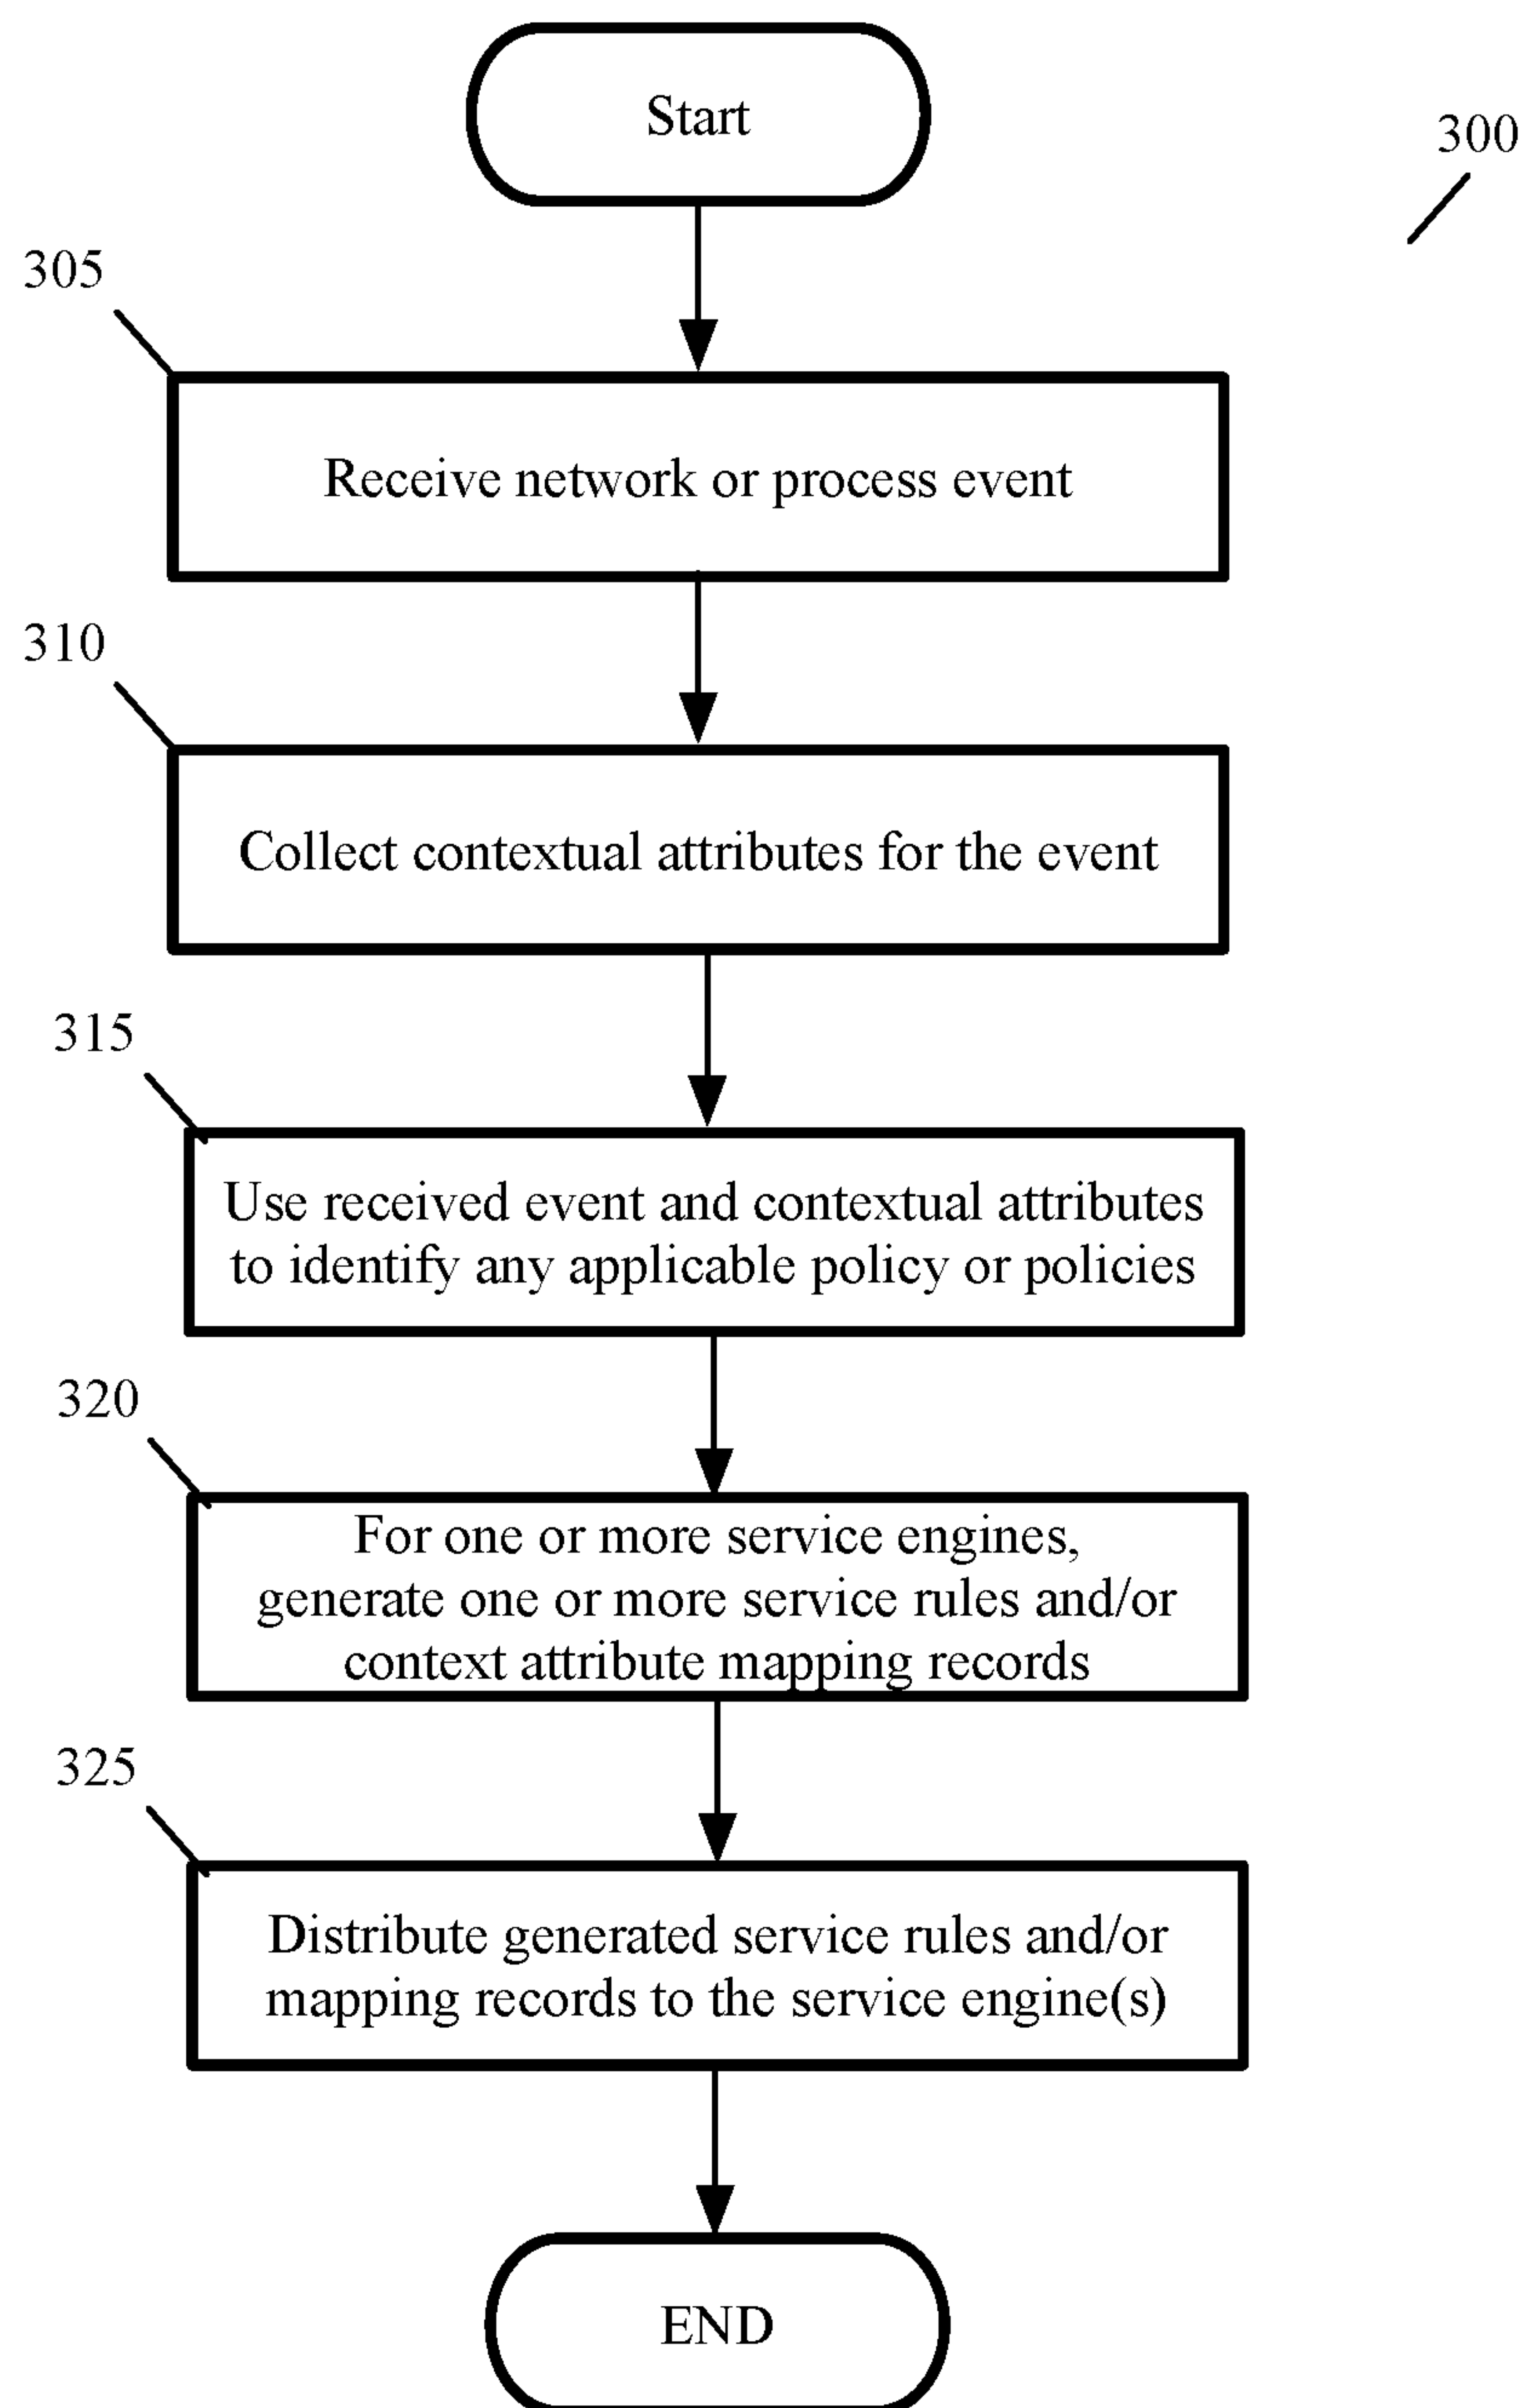 Start
300
305
Receive network or process event
310
Collect contextual attributes for the event
315
Use received event and contextual attributes
to identify any applicable policy or policies
320
For one or more service engines,
generate one or more service rules and/or
context attribute mapping records
325
Distribute generated service rules and/or
mapping records to the service engine(s)
END